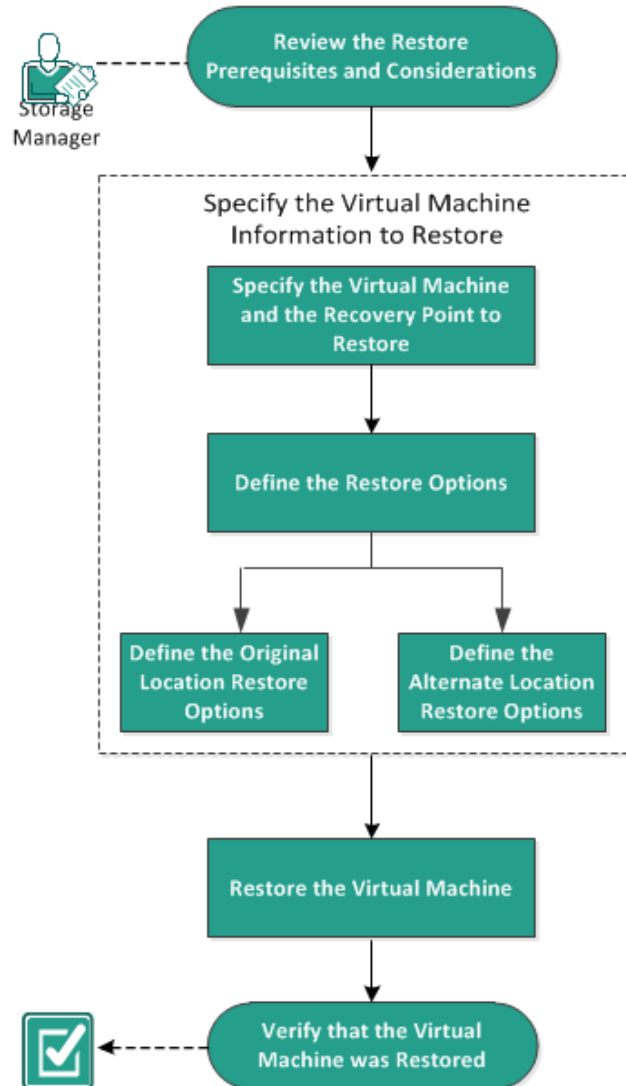 Review the Restore
Prerequisites and Considerations
Storage
Manager
Specify the Virtual Machine
Information to Restore
Specify the Virtual Machine
and the Recovery Point to
Restore
Define the Restore Options
Define the Original
Location Restore
Options
Define the
Alternate Location
Restore Options
Restore the Virtual Machine
Verify that the Virtual
Machine was Restored